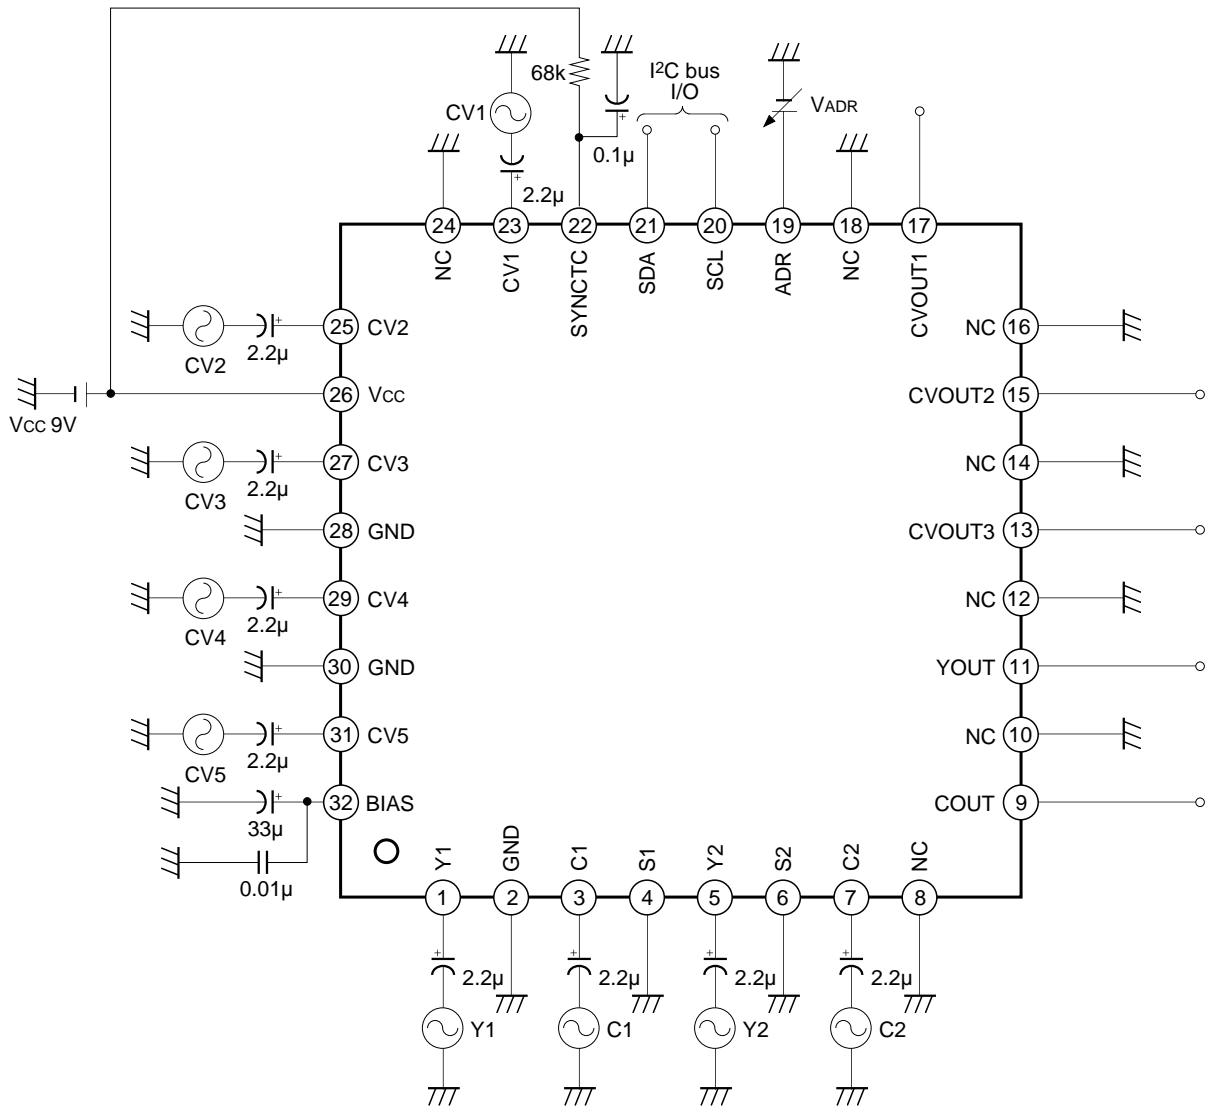 I2C bus
I/O
68k
VADR
CV1
0.1μ
2.2μ
24
23
22
21
20
19
18
17
NC
CV1
SYNCTC
SDA
SCL
ADR
NC
CVOUT1
25
CV2
2.2μ
CV2
NC
16
26
VCC
VCC 9V
CVOUT2
15
27
CV3
2.2μ
CV3
NC
14
28
GND
CVOUT3
13
29
CV4
2.2μ
CV4
NC
12
30
GND
YOUT
11
31
CV5
2.2μ
CV5
NC
10
32
BIAS
33μ
0.01μ
COUT
9
Y1
GND
C1
S1
Y2
S2
C2
NC
1
2
3
4
5
6
7
8
2.2μ
2.2μ
2.2μ
2.2μ
Y1
C1
Y2
C2